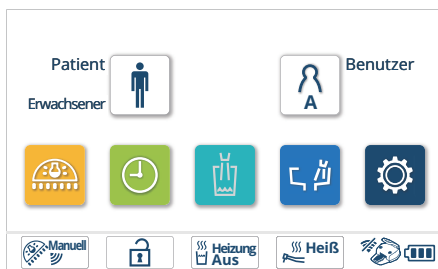 Patient
Benutzer
Erwachsener
A
Manuell
Heizung
Aus
Heiß